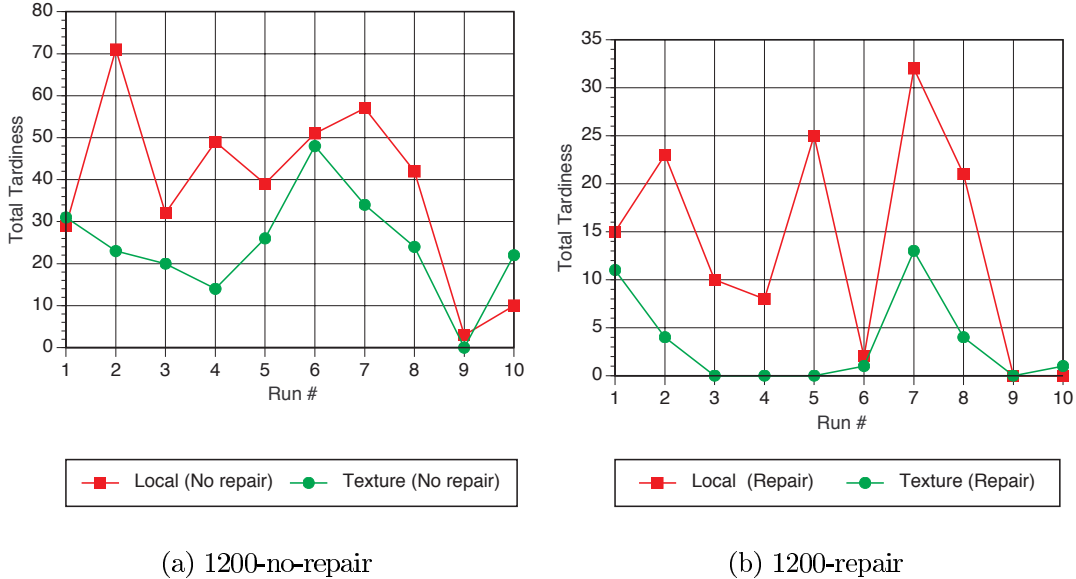 80
70
60
50
40
30
20
10
0
Total Tardiness
1 2 3 4 5 6 7 8 9 10
Run #
Local (No repair) Texture (No repair)
(a) 1200-no-repair
35
30
25
20
15
10
5
0
Total Tardiness
1 2 3 4 5 6 7 8 9 10
Run #
Local (Repair) Texture (Repair)
(b) 1200-repair